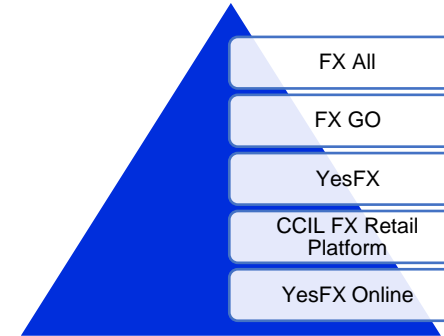 FX All
FX GO
YesFX
CCIL FX Retail
Platform
YesFX Online